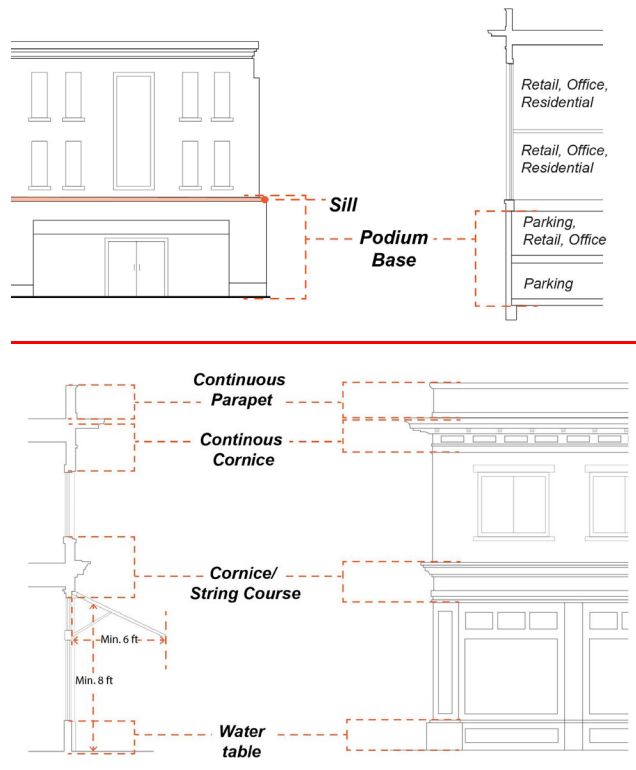 Retail, Office,
Residential
Retail, Office,
Residential
Sill
Podium
Base
Parking,
Retail, Office
Parking
Continuous
Parapet
Continous
Cornice
Cornice/
String Course
Min. 6 ft
Min. 8 ft
Water
table